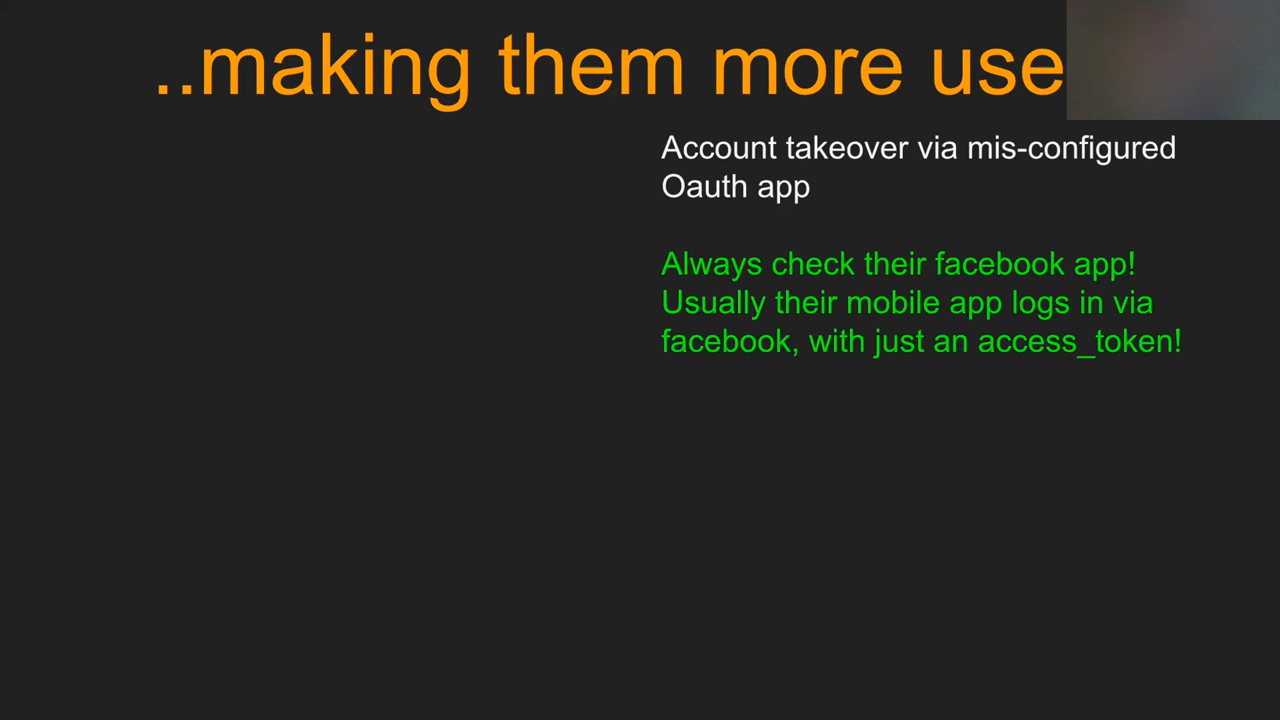 ..making them more use
Account takeover via mis-configured
Oauth app
Always check their facebook app!
Usually their mobile app logs in via
facebook, with just an access_token!